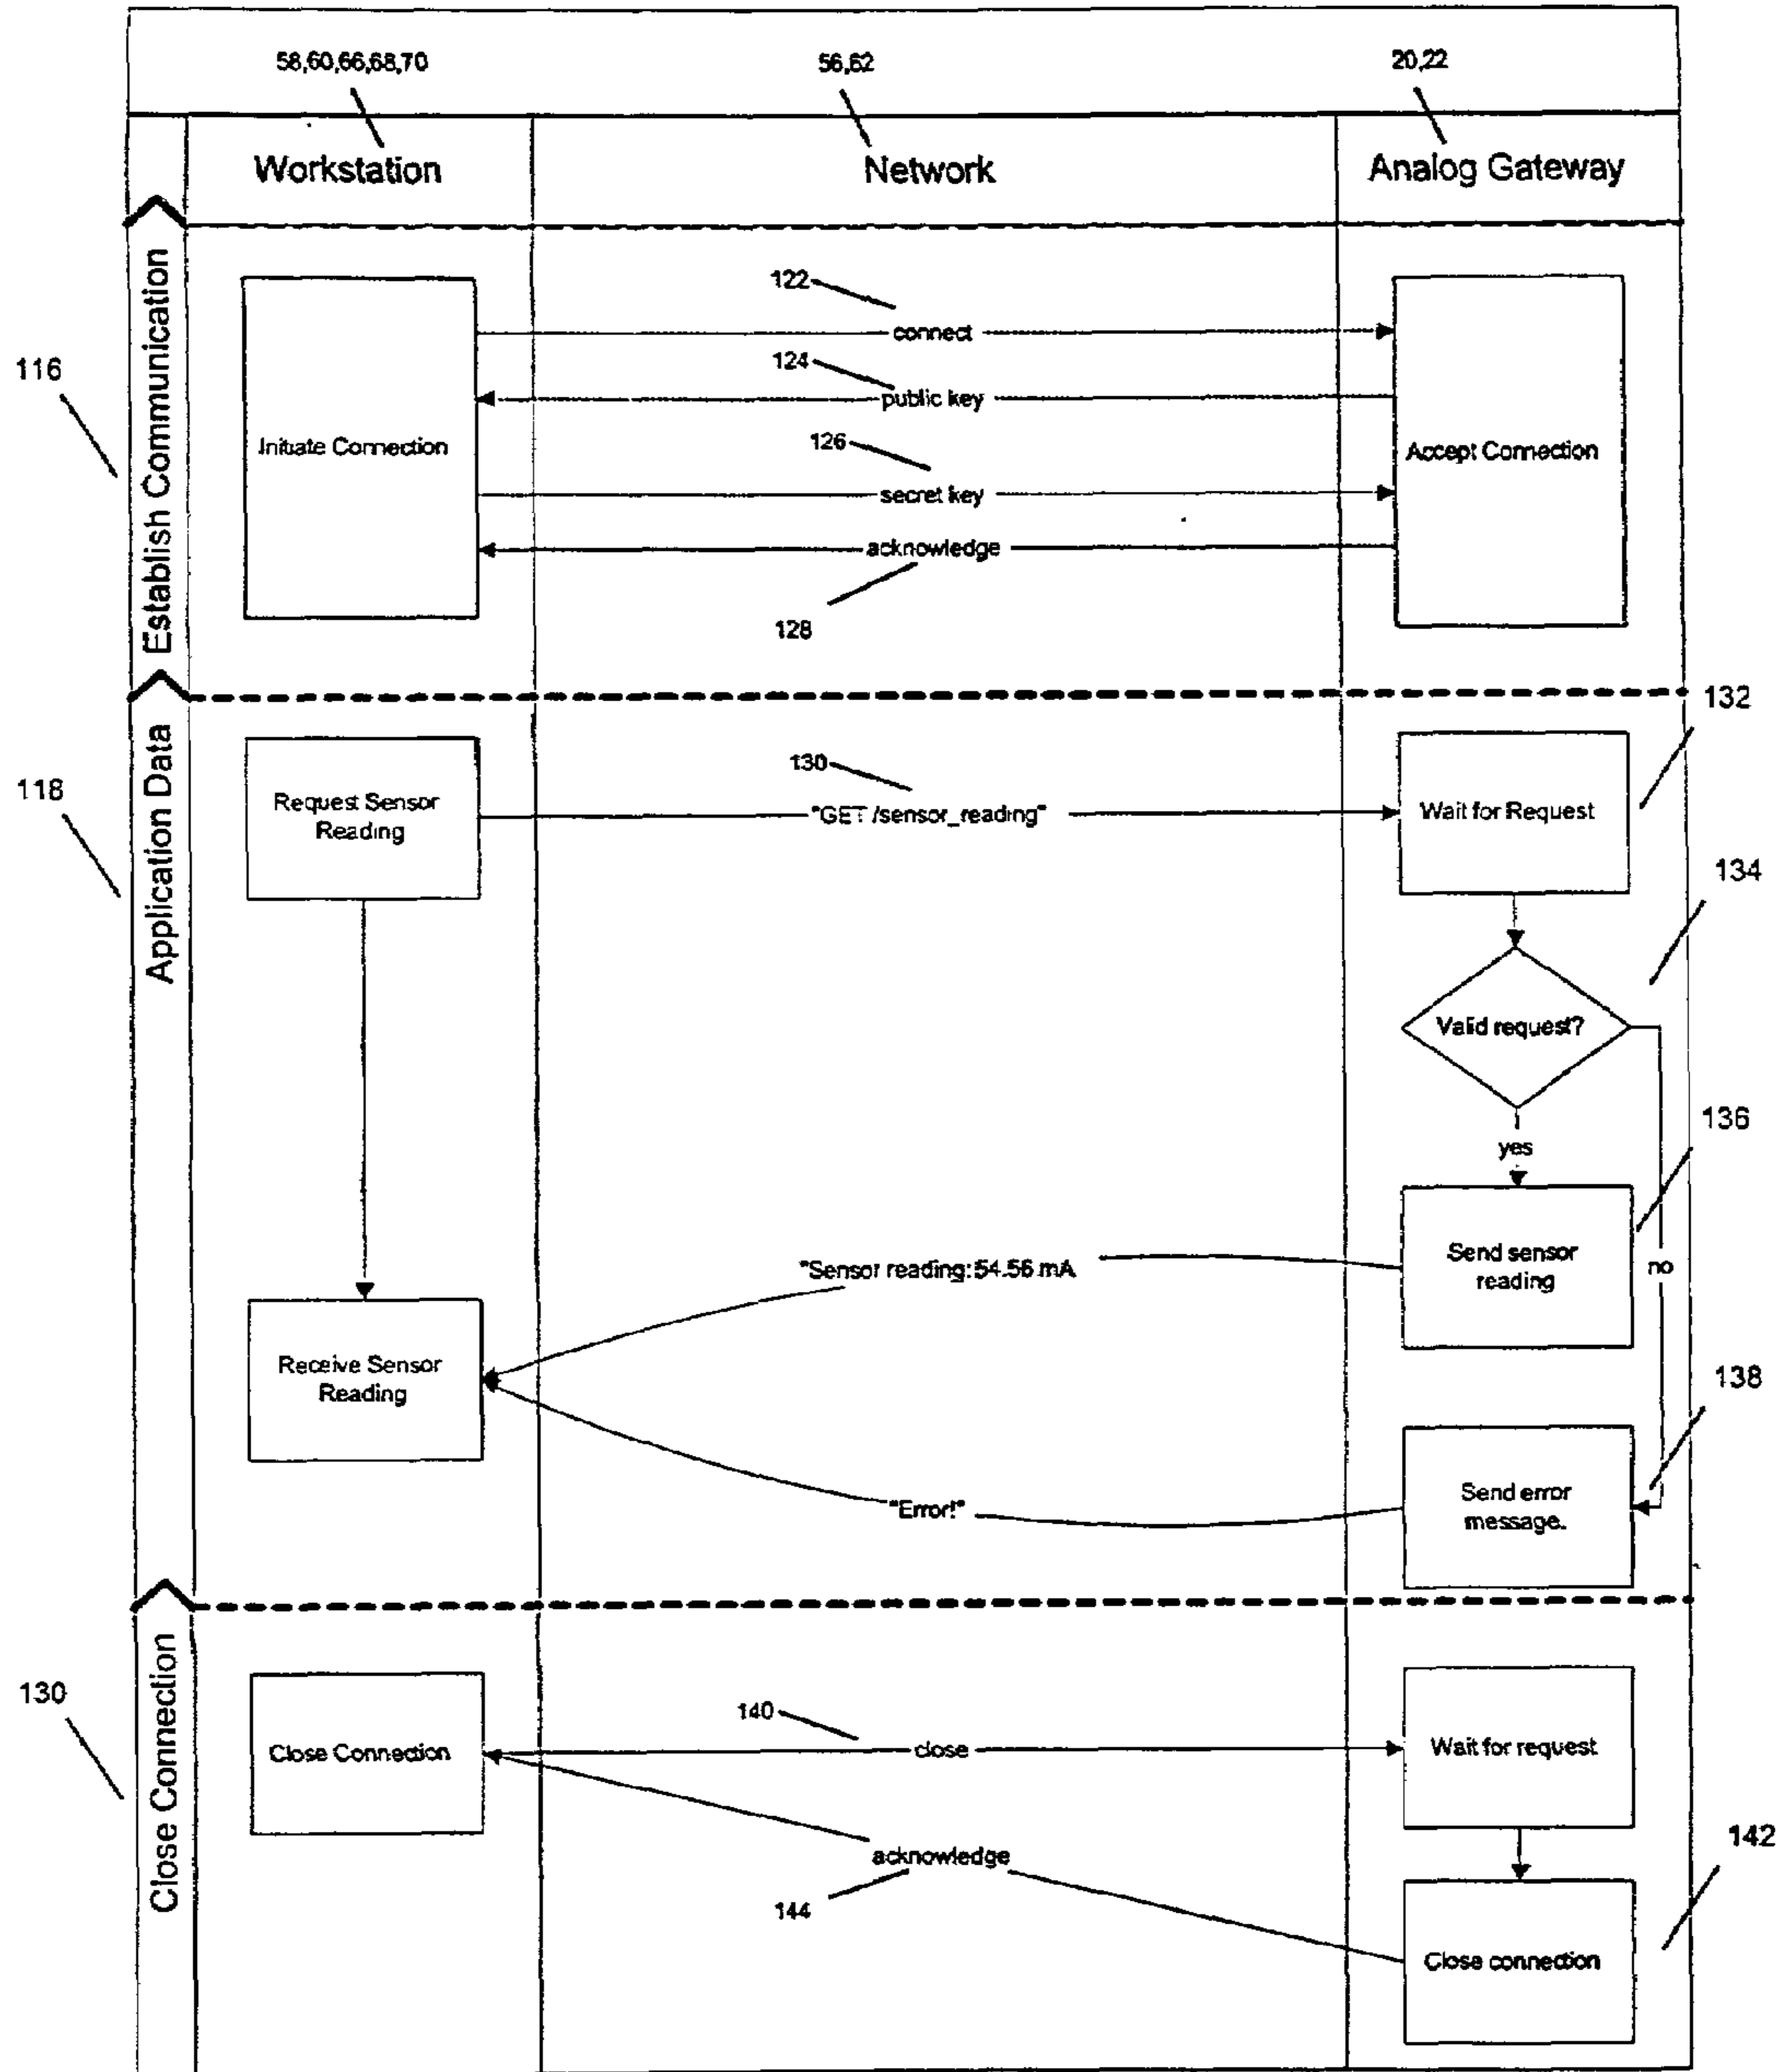 58,60,66,68,70
56,62
20,22
Workstation
Network
Analog Gateway
116
Establish Communication
Initiate Connection
122
connect
124
public key
126
secret key
acknowledge
128
Accept Connection
118
Application Data
Request Sensor
Reading
130
"GET /sensor_reading"
Wait for Request
132
134
Valid request?
yes
no
136
Send sensor
reading
"Sensor reading: 54.56 mA
Receive Sensor
Reading
138
Send error
message.
"Error!"
130
Close Connection
Close Connection
140
close
Wait for request
acknowledge
144
142
Close connection